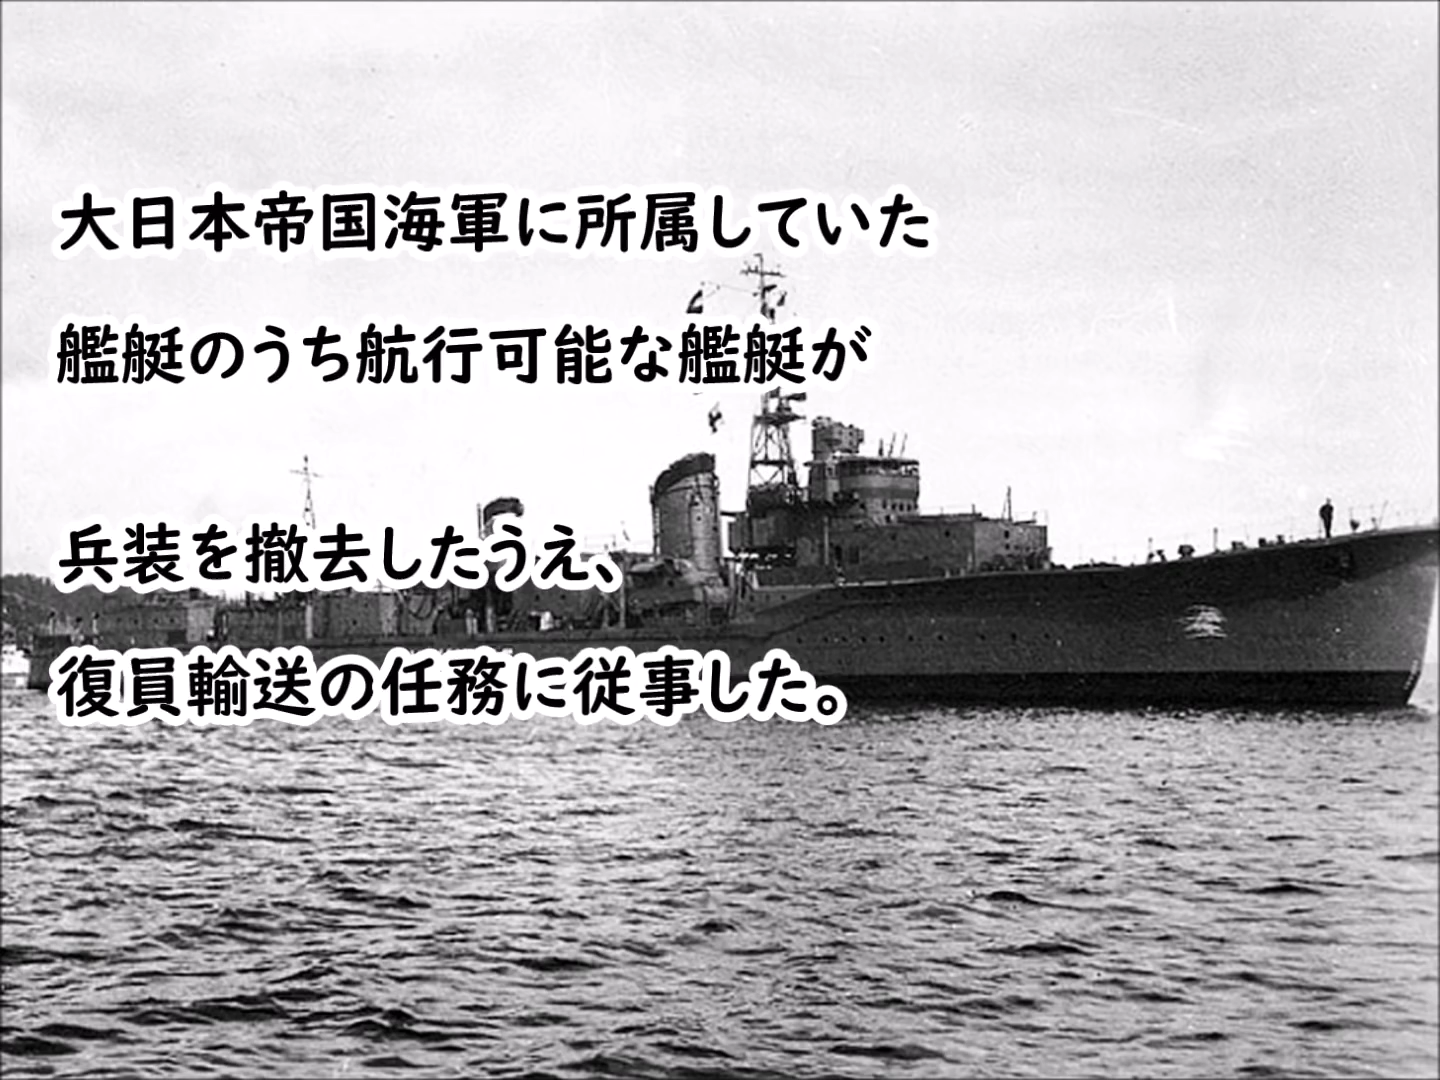 大日本帝国海軍に所属していた
艦艇のうち航行可能な艦艇が
兵装を撤去したうえ、
復員輸送の任務に従事した。